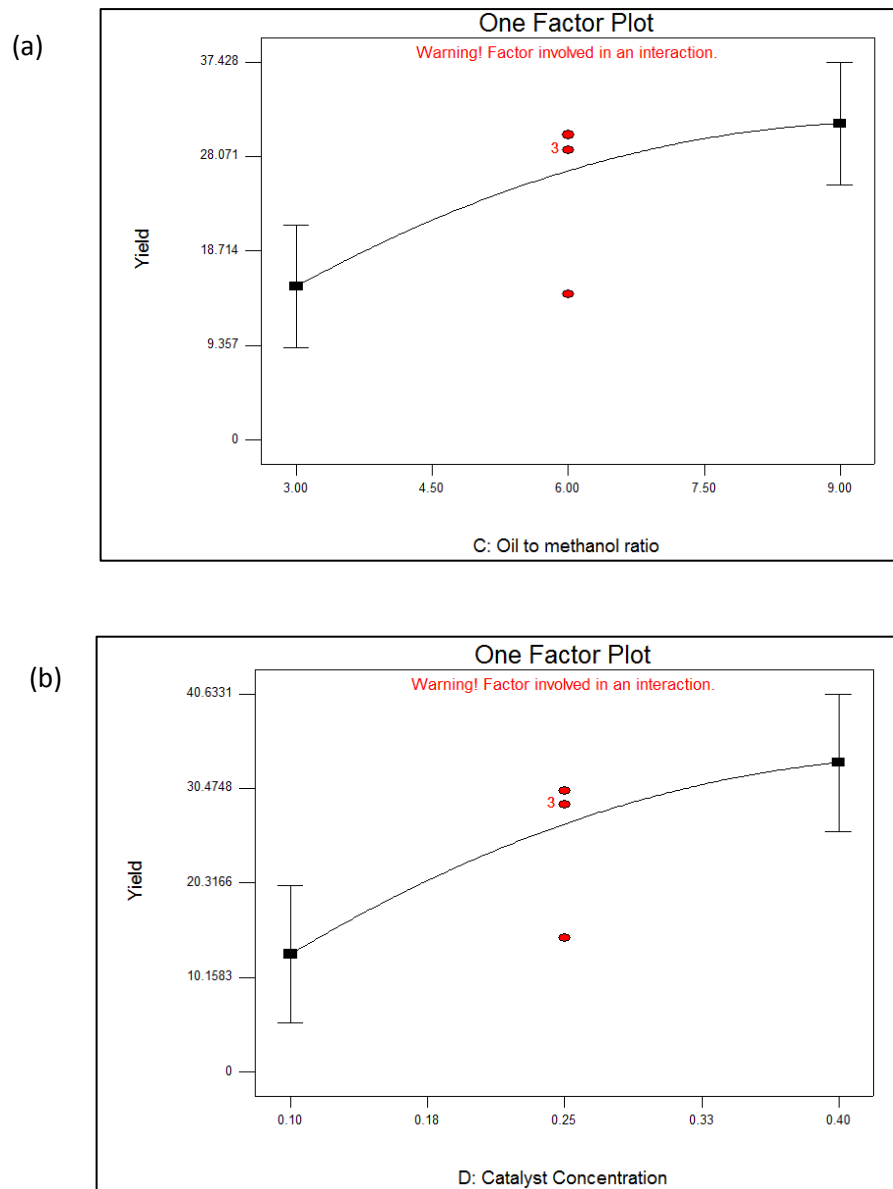 (a)
One Factor Plot
Warning! Factor involved in an interaction.
37.428
28.071
18.714
9.357
0
Yield
3
3.00 4.50 6.00 7.50 9.00
C: Oil to methanol ratio
(b)
One Factor Plot
Warning! Factor involved in an interaction.
40.6331
30.4748
20.3166
10.1583
0
Yield
3
0.10 0.18 0.25 0.33 0.40
D: Catalyst Concentration